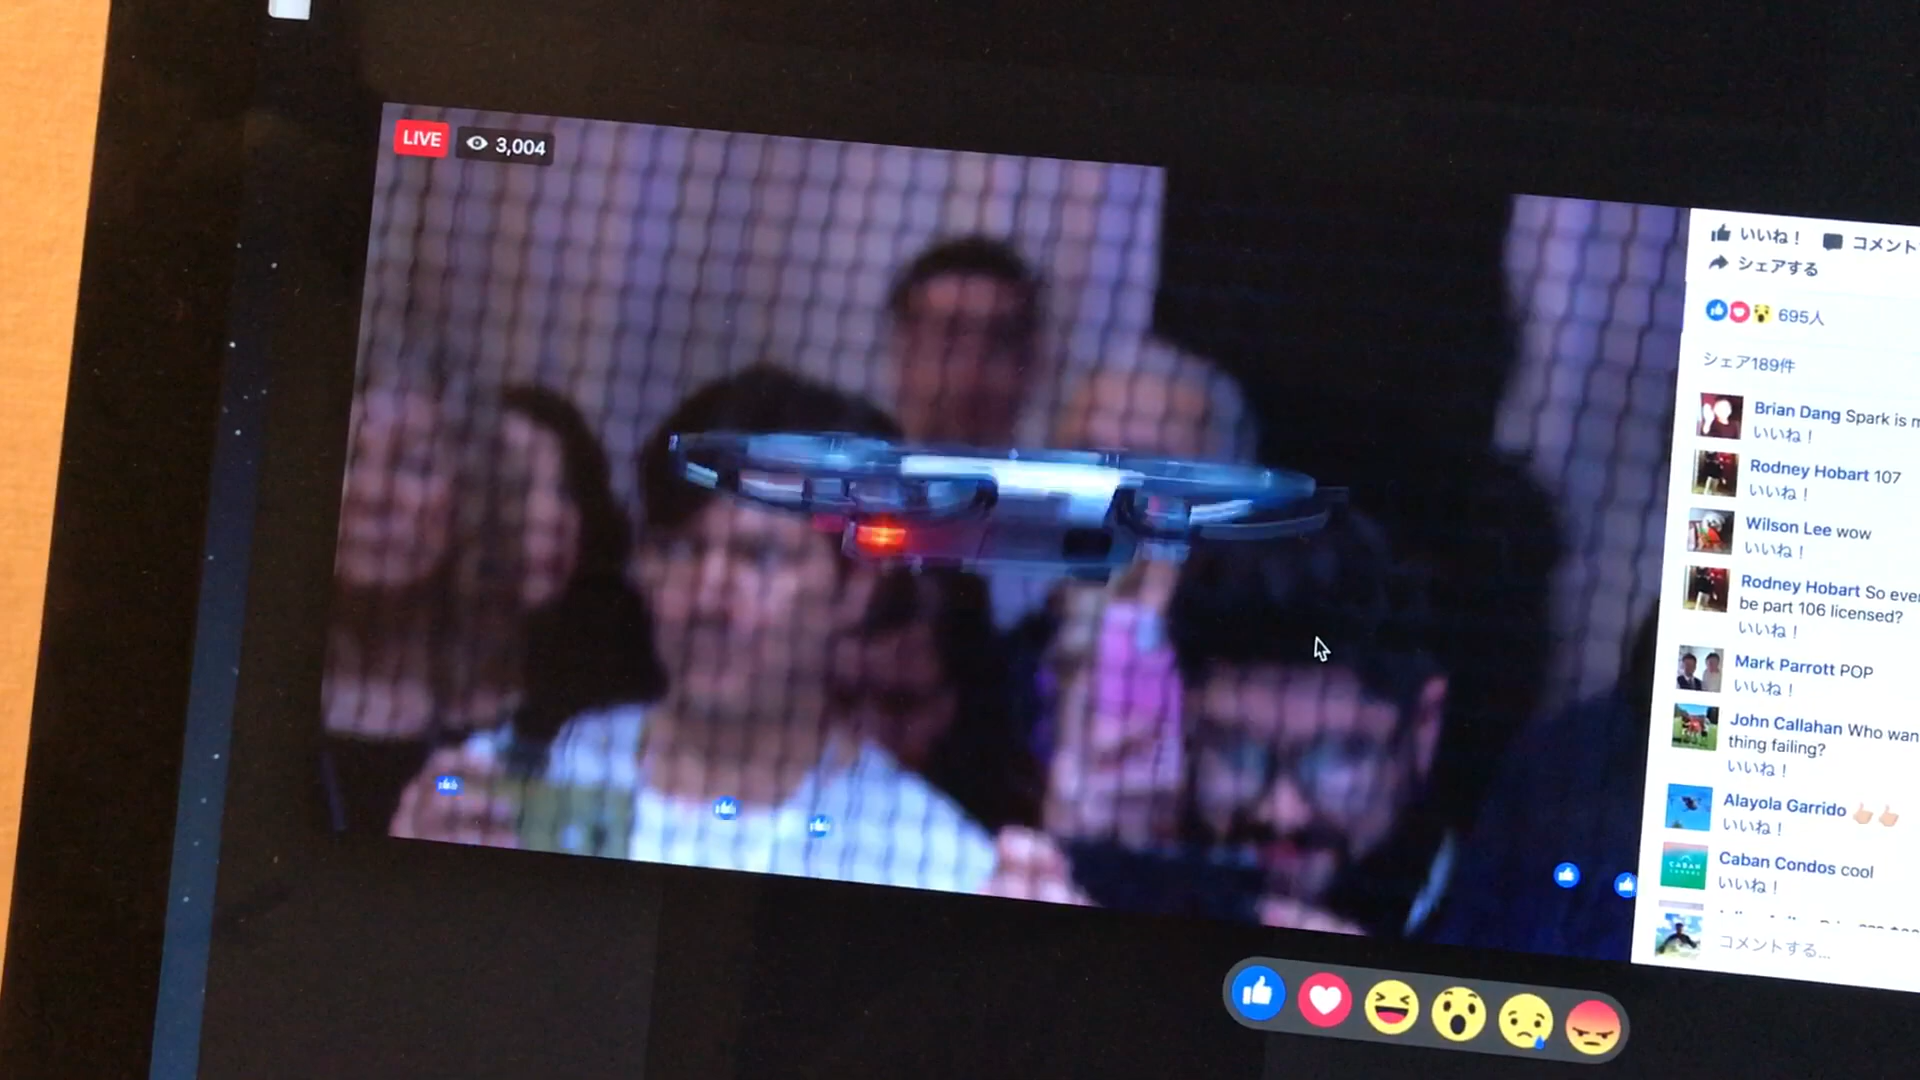 LIVE 3,004
いいね！ コメント
シェアする
695人
シェア189件
Brian Dang Spark is
いいね！
Rodney Hobart 107
いいね！
Wilson Lee wow
いいね！
Rodney Hobart So
be part 106 licensed?
いいね！
Mark Parrott POP
いいね！
John Callahan Who
thing failing?
いいね！
Alayola Garrido
いいね！
CABAN
Caban Condos cool
いいね！
コメントする...